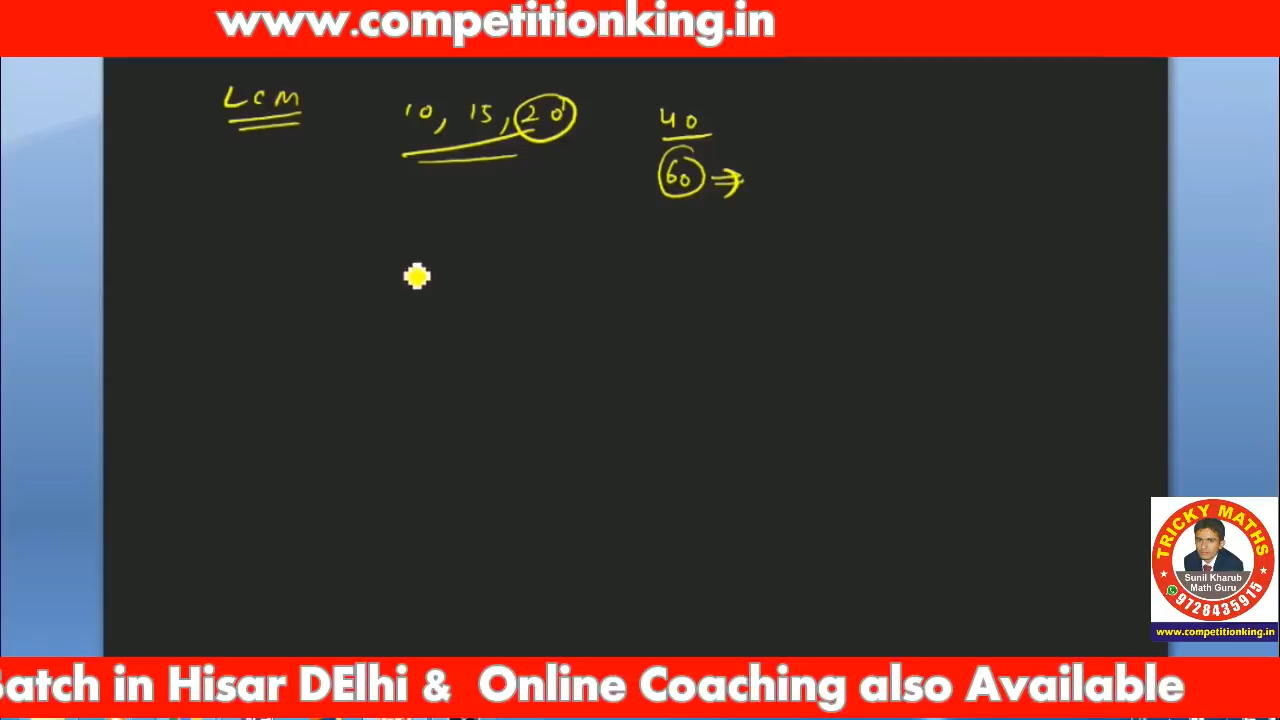 www.competitionking.in
LCM 10, 15, 20 40
60 ⇒
TRICKY MATHS
Sunil Kharub
Math Guru
9728435915
www.competitionking.in
Batch in Hisar DElhi & Online Coaching also Available